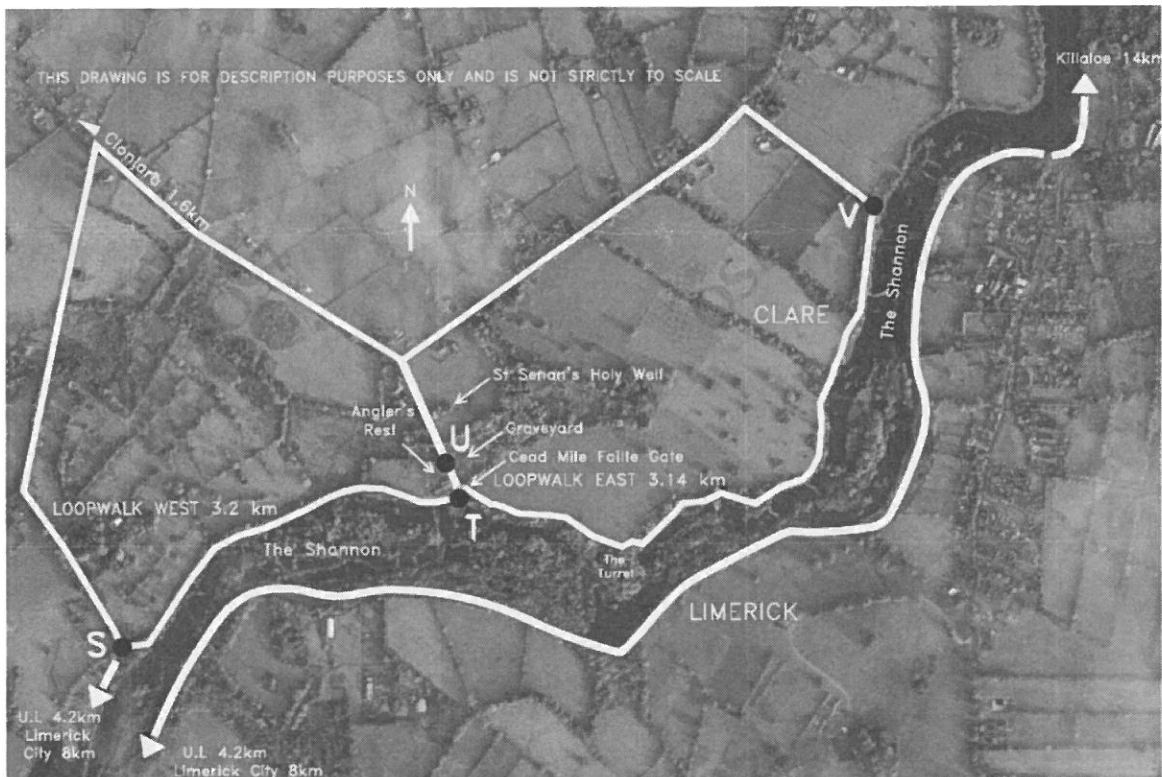 THIS DRAWING IS FOR DESCRIPTION PURPOSES ONLY AND IS NOT STRICTLY TO SCALE
Killaloe 14km
Clonlara 1.6km
N
V
The Shannon
CLARE
St Senan's Holy Well
Angler's
Rest
U
Graveyard
Cead Mile Failte Gate
LOOPWALK EAST 3.14 km
LOOPWALK WEST 3.2 km
T
The Shannon
The
Turret
LIMERICK
S
U.L 4.2km
Limerick
City 8km
U.L 4.2km
Limerick City 8km